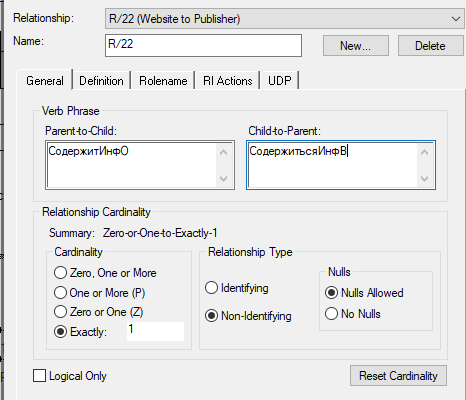 Relationship: R/22 (Website to Publisher)
Name: R/22 New... Delete
General Definition Rolename RI Actions UDP
Verb Phrase
Parent-to-Child: Child-to-Parent:
СодержитИнфО СодержитьсяИнфВ
Relationship Cardinality
Summary: Zero-or-One-to-Exactly-1
Cardinality Relationship Type
Zero, One or More Nulls
Identifying
One or More (P) Nulls Allowed
Zero or One (Z) Non-Identifying No Nulls
Exactly: 1
Logical Only Reset Cardinality